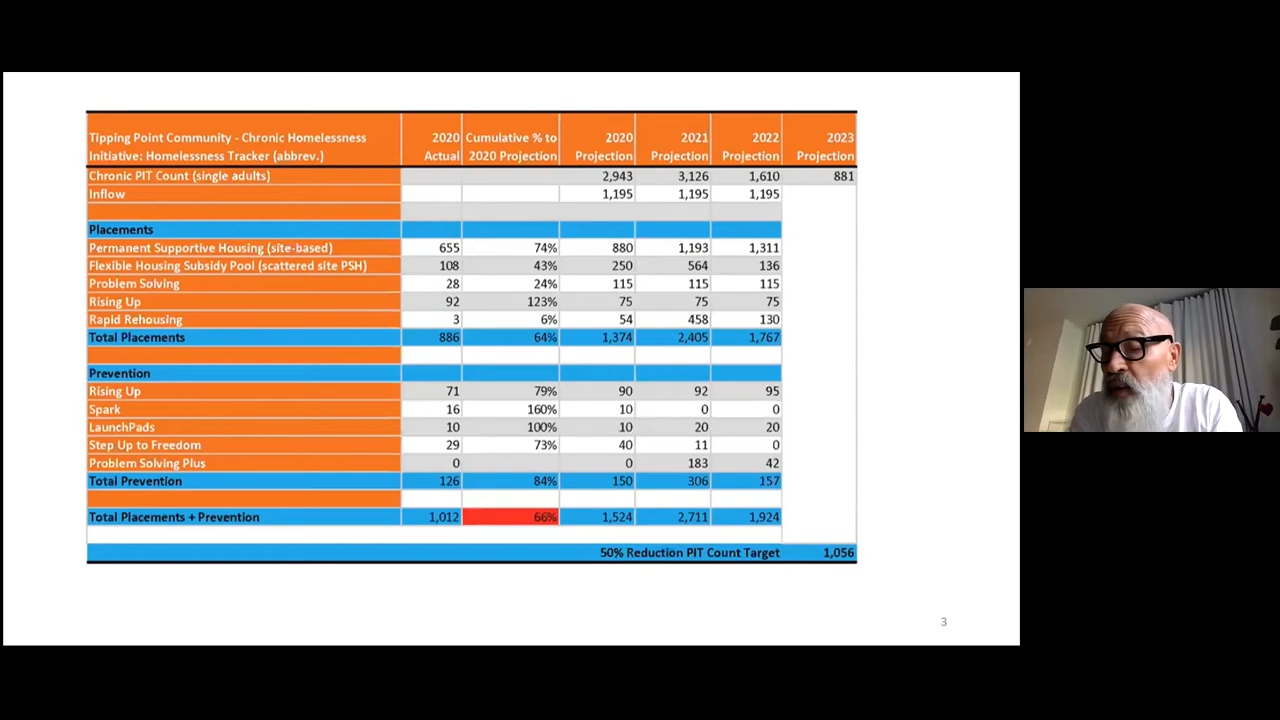 Tipping Point Community - Chronic Homelessness Initiative: Homelessness Tracker (abbrev.) 2020 Actual Cumulative % to 2020 Projection 2020 Projection 2021 Projection 2022 Projection 2023 Projection
Chronic PIT Count (single adults) 2,943 3,126 1,610 881
Inflow 1,195 1,195 1,195
Placements
Permanent Supportive Housing (site-based) 655 74% 880 1,193 1,311
Flexible Housing Subsidy Pool (scattered site PSH) 108 43% 250 564 136
Problem Solving 28 24% 115 115 115
Rising Up 92 123% 75 75 75
Rapid Rehousing 3 6% 54 458 130
Total Placements 886 64% 1,374 2,405 1,767
Prevention
Rising Up 71 79% 90 92 95
Spark 16 160% 10 0 0
LaunchPads 10 100% 10 20 20
Step Up to Freedom 29 73% 40 11 0
Problem Solving Plus 0 0 183 42
Total Prevention 126 84% 150 306 157
Total Placements + Prevention 1,012 66% 1,524 2,711 1,924
50% Reduction PIT Count Target 1,056
3